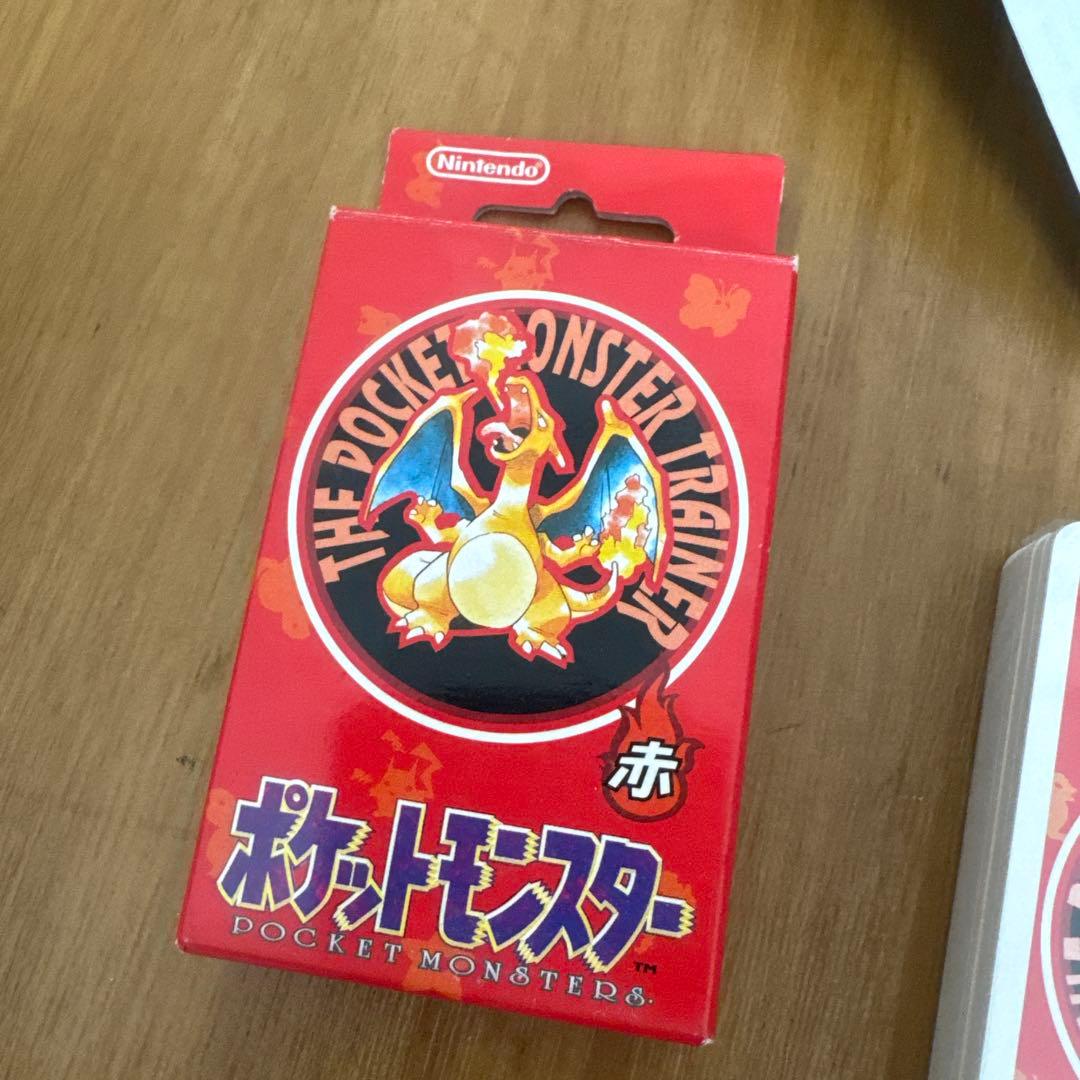 Nintendo®
THE POCKET MONSTER TRAINER
赤
ポケットモンスター
TM
POCKET MONSTERS.